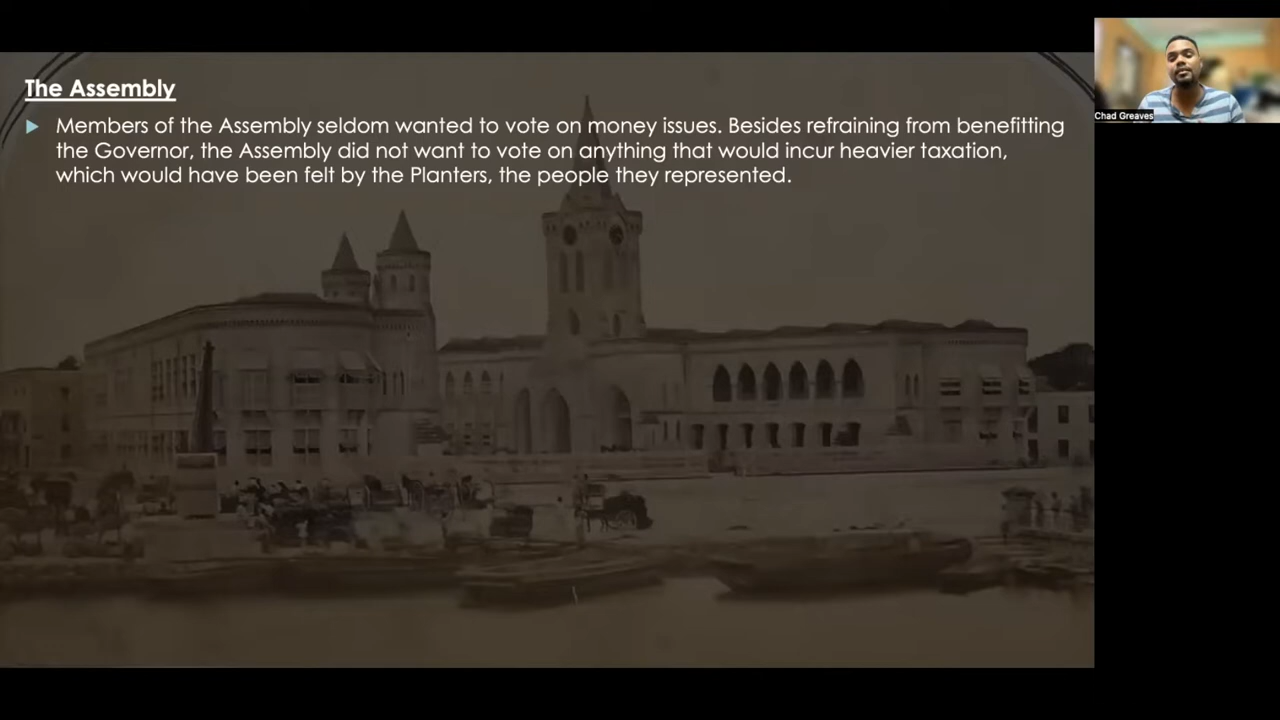 The Assembly
Members of the Assembly seldom wanted to vote on money issues. Besides refraining from benefitting
the Governor, the Assembly did not want to vote on anything that would incur heavier taxation,
which would have been felt by the Planters, the people they represented.
Chad Greaves